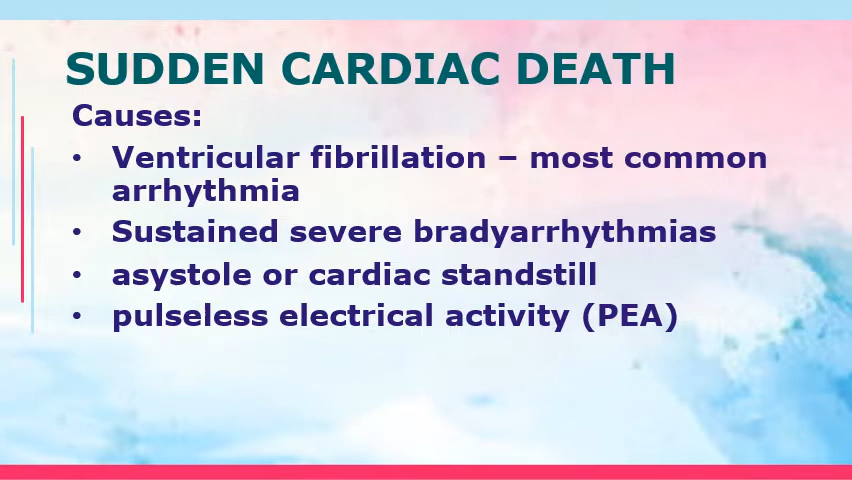 SUDDEN CARDIAC DEATH
Causes:
• Ventricular fibrillation – most common
arrhythmia
• Sustained severe bradyarrhythmias
• asystole or cardiac standstill
• pulseless electrical activity (PEA)